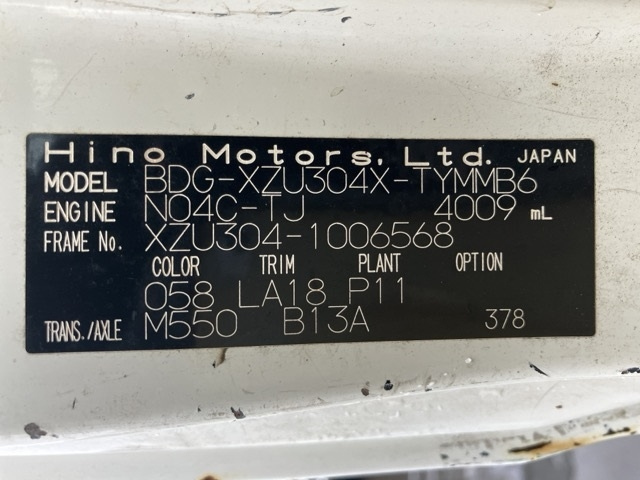 Hino Motors, Ltd. JAPAN
MODEL BDG-XZU304X-TYMMB6
ENGINE N04C-TJ 4009 mL
FRAME No. XZU304-1006568
COLOR TRIM PLANT OPTION
058 LA18 P11
TRANS./AXLE M550 B13A 378